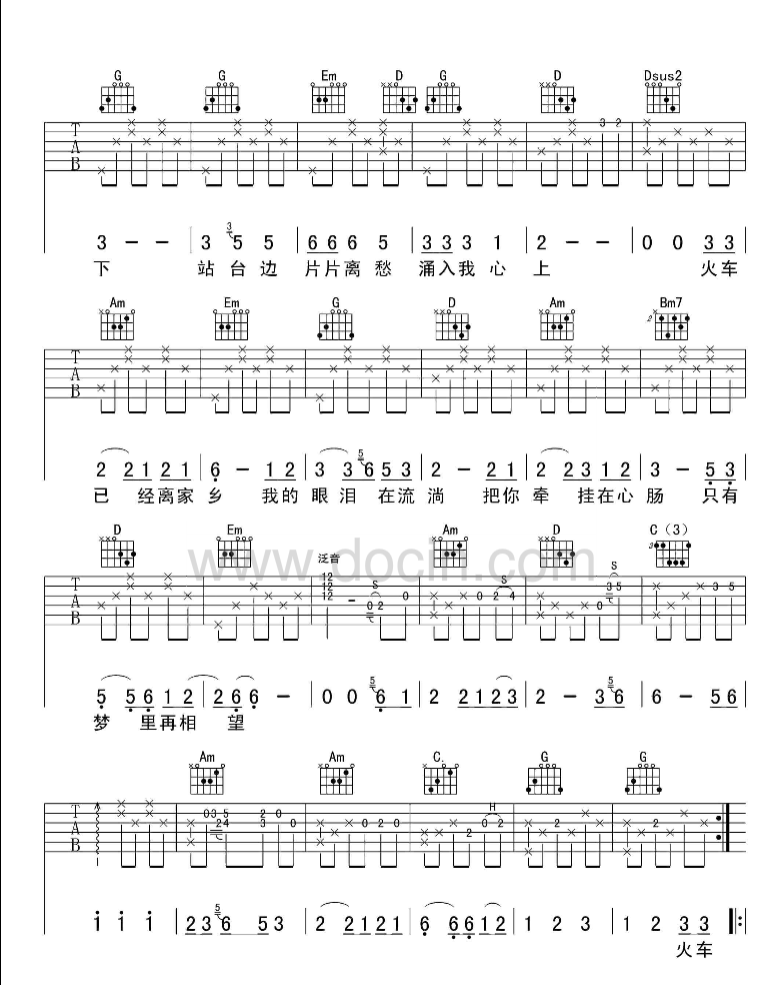 G G Em D G D Dsus2
T A B 3 2
3 - - 3 3 5 5 6 6 6 5 3 3 3 1 2 - - 0 0 3 3
下 站台边 片片离愁 涌入我心 上 火车
Am Em G D Am Bm7
2
T A B
2 2 1 2 1 6 - 1 2 3 3 5 6 5 3 2 - 2 1 2 2 3 1 2 3 - 5 3
已 经离家 乡 我的 眼 泪 在流 淌 把你 牵 挂在心 肠 只有
D Em 泛音 Am D C（3）
www.docin.com
T A B 12 12 12 - 0 2 S 0 0 2 4 S 0 3 5 S 3 5
5 5 6 1 2 2 6 6 - 0 0 5 6 1 2 2 1 2 3 2 - 3 5 6 6 - 5 6
梦 里再相 望
Am Am C. G G
T A B 0 3 5 2 4 2 0 3 0 2 0 0 2 0 2 0 2 H 2 2
i i i 2 3 5 6 5 3 2 2 1 2 1 6 6 6 1 2 1 2 3 1 2 3 3
火车